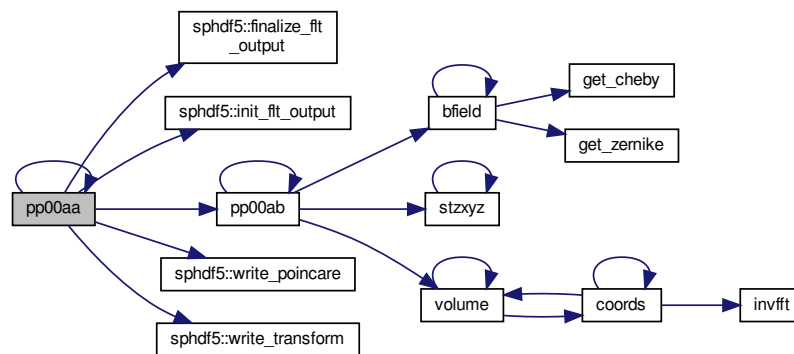 sphdf5::finalize_flt
_output
sphdf5::init_flt_output
get_cheby
bfield
get_zernike
pp00aa
pp00ab
stzxyz
sphdf5::write_poincare
volume
coords
invfft
sphdf5::write_transform